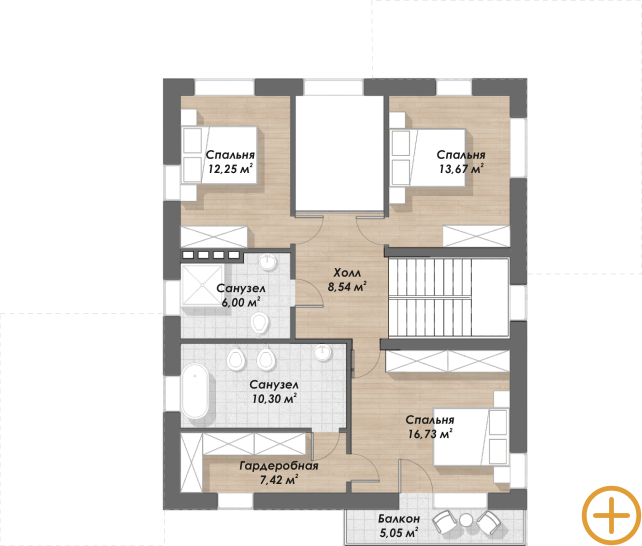 Спальня
12,25 м²
Спальня
13,67 м²
Холл
8,54 м²
Санузел
6,00 м²
Санузел
10,30 м²
Спальня
16,73 м²
Гардеробная
7,42 м²
Балкон
5,05 м²